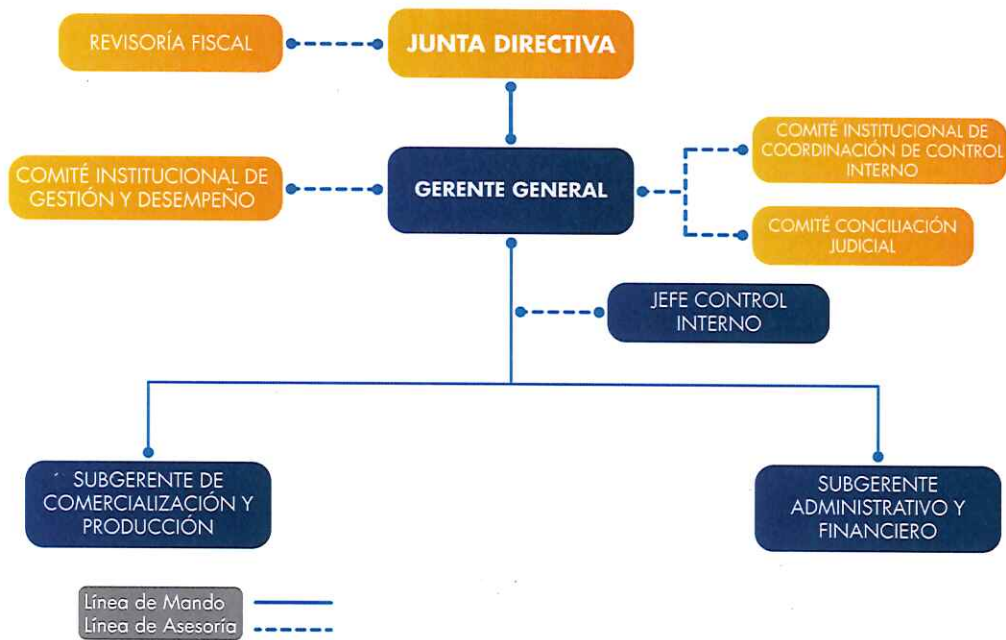 REVISORÍA FISCAL
JUNTA DIRECTIVA
COMITÉ INSTITUCIONAL DE
GESTIÓN Y DESEMPEÑO
GERENTE GENERAL
COMITÉ INSTITUCIONAL DE
COORDINACIÓN DE CONTROL
INTERNO
COMITÉ CONCILIACIÓN
JUDICIAL
JEFE CONTROL
INTERNO
SUBGERENTE DE
COMERCIALIZACIÓN Y
PRODUCCIÓN
SUBGERENTE
ADMINISTRATIVO Y
FINANCIERO
Línea de Mando
Línea de Asesoría